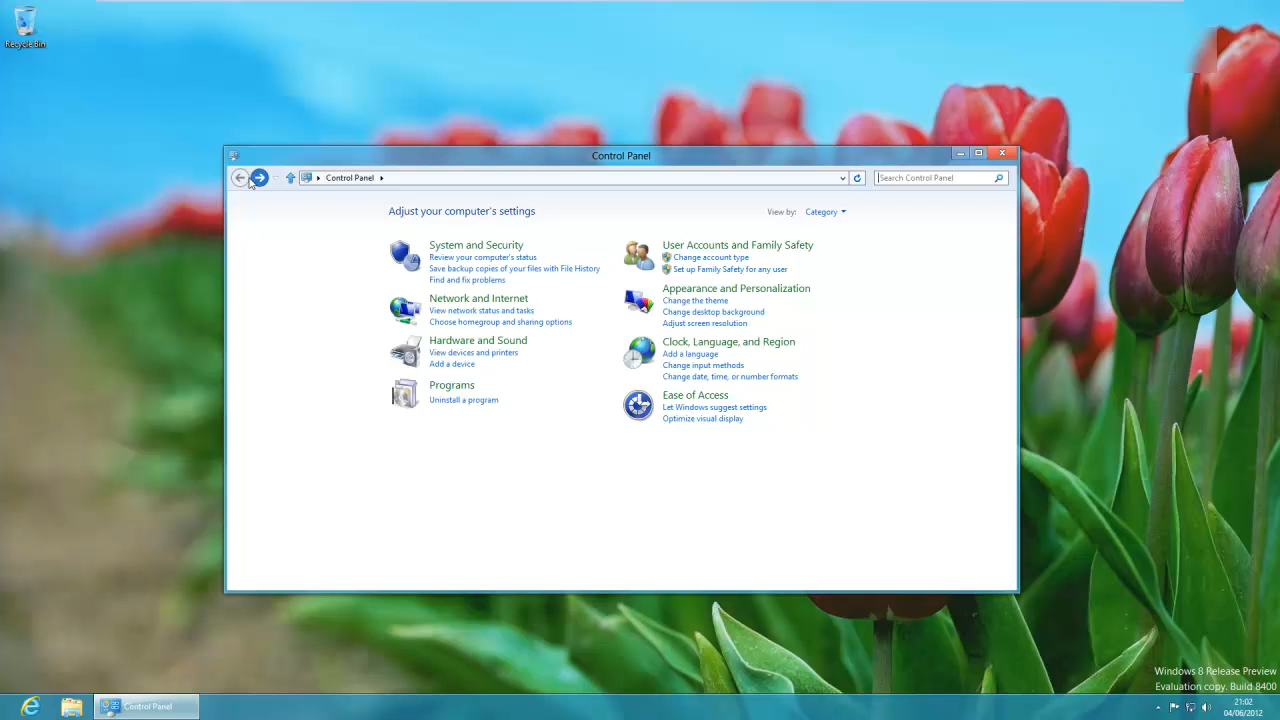 Recycle Bin
Control Panel
Control Panel
Search Control Panel
Adjust your computer's settings
View by: Category
System and Security
Review your computer's status
Save backup copies of your files with File History
Find and fix problems
Network and Internet
View network status and tasks
Choose homegroup and sharing options
Hardware and Sound
View devices and printers
Add a device
Programs
Uninstall a program
User Accounts and Family Safety
Change account type
Set up Family Safety for any user
Appearance and Personalization
Change the theme
Change desktop background
Adjust screen resolution
Clock, Language, and Region
Add a language
Change input methods
Change date, time, or number formats
Ease of Access
Let Windows suggest settings
Optimize visual display
Windows 8 Release Preview
Evaluation copy. Build 8400
Control Panel
21:02
04/06/2012